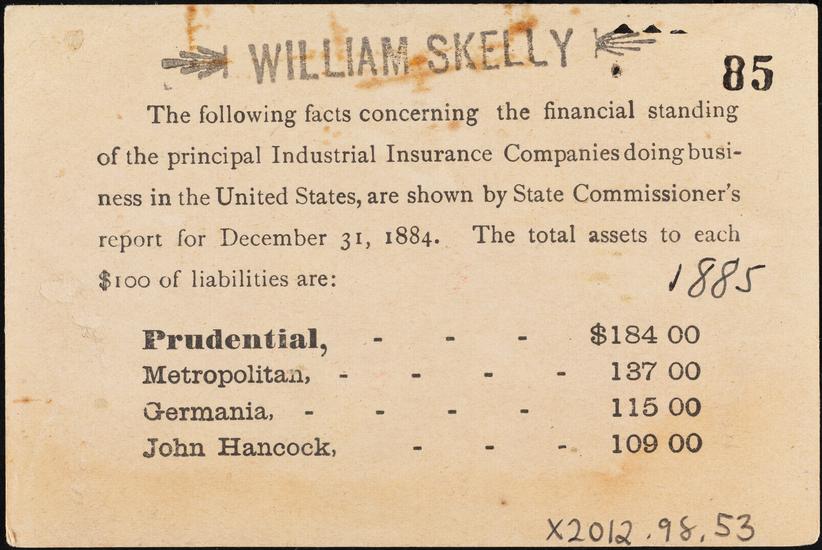 WILLIAM SKELLY
85
The following facts concerning the financial standing
of the principal Industrial Insurance Companies doing busi-
ness in the United States, are shown by State Commissioner's
report for December 31, 1884. The total assets to each
$100 of liabilities are:
1885
Prudential, - - - $184 00
Metropolitan, - - - - 137 00
Germania, - - - - 115 00
John Hancock, - - - 109 00
X2012.98.53